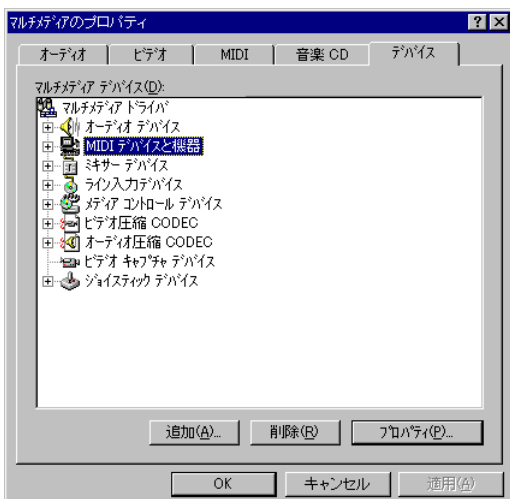 マルチメディアのプロパティ
オーディオ ビデオ MIDI 音楽 CD デバイス
マルチメディア デバイス(D):
マルチメディア ドライバ
オーディオ デバイス
MIDI デバイスと機器
ミキサー デバイス
ライン入力デバイス
メディア コントロール デバイス
ビデオ圧縮 CODEC
オーディオ圧縮 CODEC
ビデオ キャプチャ デバイス
ジョイスティック デバイス
追加(A)... 削除(R) プロパティ(P)...
OK キャンセル 適用(A)